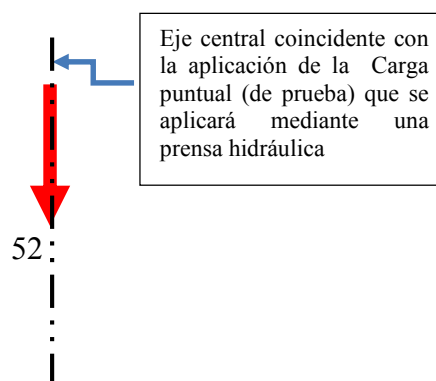 Eje central coincidente con
la aplicación de la Carga
puntual (de prueba) que se
aplicará mediante una
prensa hidráulica
52